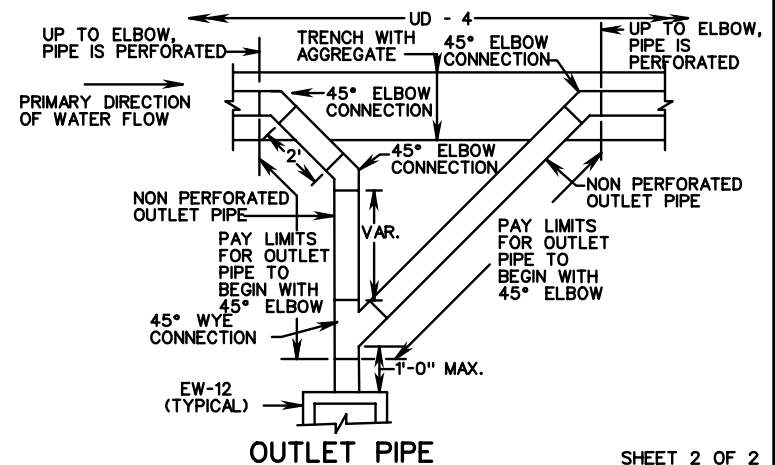 UD - 4
UP TO ELBOW,
PIPE IS PERFORATED
TRENCH WITH
AGGREGATE
45° ELBOW
CONNECTION
UP TO ELBOW,
PIPE IS
PERFORATED
PRIMARY DIRECTION
OF WATER FLOW
45° ELBOW
CONNECTION
2'
45° ELBOW
CONNECTION
NON PERFORATED
OUTLET PIPE
NON PERFORATED
OUTLET PIPE
VAR.
PAY LIMITS
FOR OUTLET
PIPE TO
BEGIN WITH
45° ELBOW
PAY LIMITS
FOR OUTLET
PIPE TO
BEGIN WITH
45° ELBOW
45° WYE
CONNECTION
1'-0" MAX.
EW-12
(TYPICAL)
OUTLET PIPE
SHEET 2 OF 2